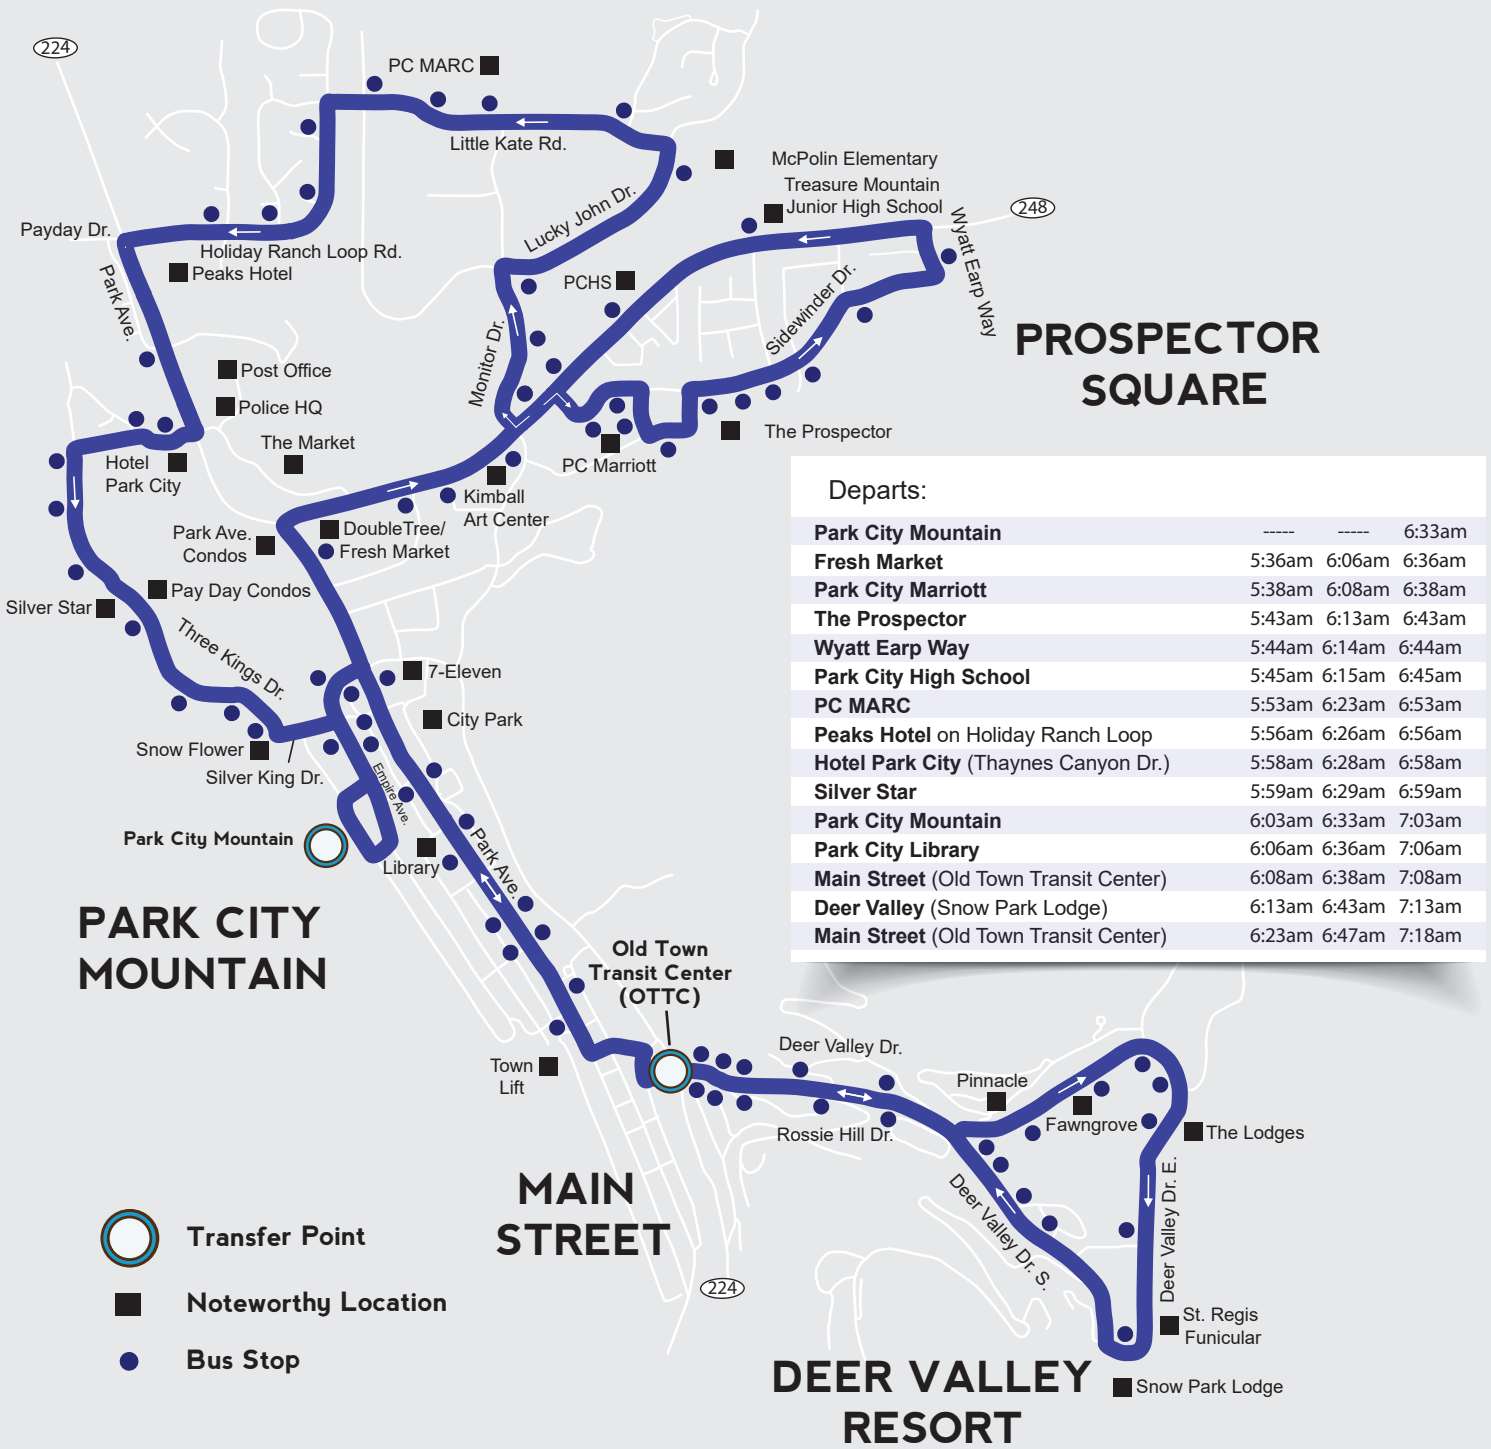 224
PC MARC
Little Kate Rd.
McPolin Elementary
Treasure Mountain
Junior High School
248
Payday Dr.
Lucky John Dr.
Wyatt Earp Way
Holiday Ranch Loop Rd.
Peaks Hotel
PCHS
Park Ave.
Sidewinder Dr.
Monitor Dr.
PROSPECTOR
SQUARE
Post Office
Police HQ
The Market
The Prospector
Hotel
Park City
PC Marriott
Kimball
Art Center
Park Ave.
Condos
DoubleTree/
Fresh Market
Pay Day Condos
Silver Star
Three Kings Dr.
7-Eleven
City Park
Snow Flower
Silver King Dr.
Empire Ave.
Park City Mountain
Library
Park Ave.
PARK CITY
MOUNTAIN
Departs:
Park City Mountain ----- ----- 6:33am
Fresh Market 5:36am 6:06am 6:36am
Park City Marriott 5:38am 6:08am 6:38am
The Prospector 5:43am 6:13am 6:43am
Wyatt Earp Way 5:44am 6:14am 6:44am
Park City High School 5:45am 6:15am 6:45am
PC MARC 5:53am 6:23am 6:53am
Peaks Hotel on Holiday Ranch Loop 5:56am 6:26am 6:56am
Hotel Park City (Thaynes Canyon Dr.) 5:58am 6:28am 6:58am
Silver Star 5:59am 6:29am 6:59am
Park City Mountain 6:03am 6:33am 7:03am
Park City Library 6:06am 6:36am 7:06am
Main Street (Old Town Transit Center) 6:08am 6:38am 7:08am
Deer Valley (Snow Park Lodge) 6:13am 6:43am 7:13am
Main Street (Old Town Transit Center) 6:23am 6:47am 7:18am
Old Town
Transit Center
(OTTC)
Town
Lift
Deer Valley Dr.
Rossie Hill Dr.
Pinnacle
Fawngrove
The Lodges
Deer Valley Dr. S.
Deer Valley Dr. E.
MAIN
STREET
224
St. Regis
Funicular
Snow Park Lodge
DEER VALLEY
RESORT
Transfer Point
Noteworthy Location
Bus Stop